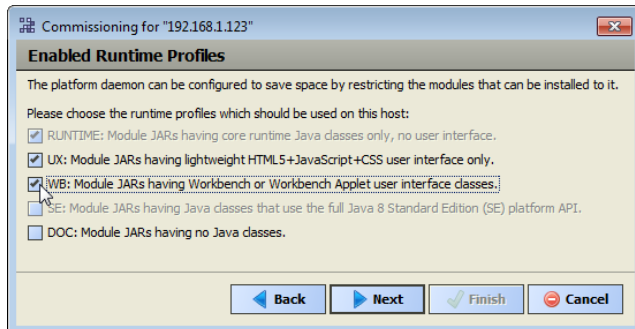 Commissioning for "192.168.1.123"
Enabled Runtime Profiles
The platform daemon can be configured to save space by restricting the modules that can be installed to it.
Please choose the runtime profiles which should be used on this host:
RUNTIME: Module JARs having core runtime Java classes only, no user interface.
UX: Module JARs having lightweight HTML5+JavaScript+CSS user interface only.
WB: Module JARs having Workbench or Workbench Applet user interface classes.
SE: Module JARs having Java classes that use the full Java 8 Standard Edition (SE) platform API.
DOC: Module JARs having no Java classes.
Back Next Finish Cancel